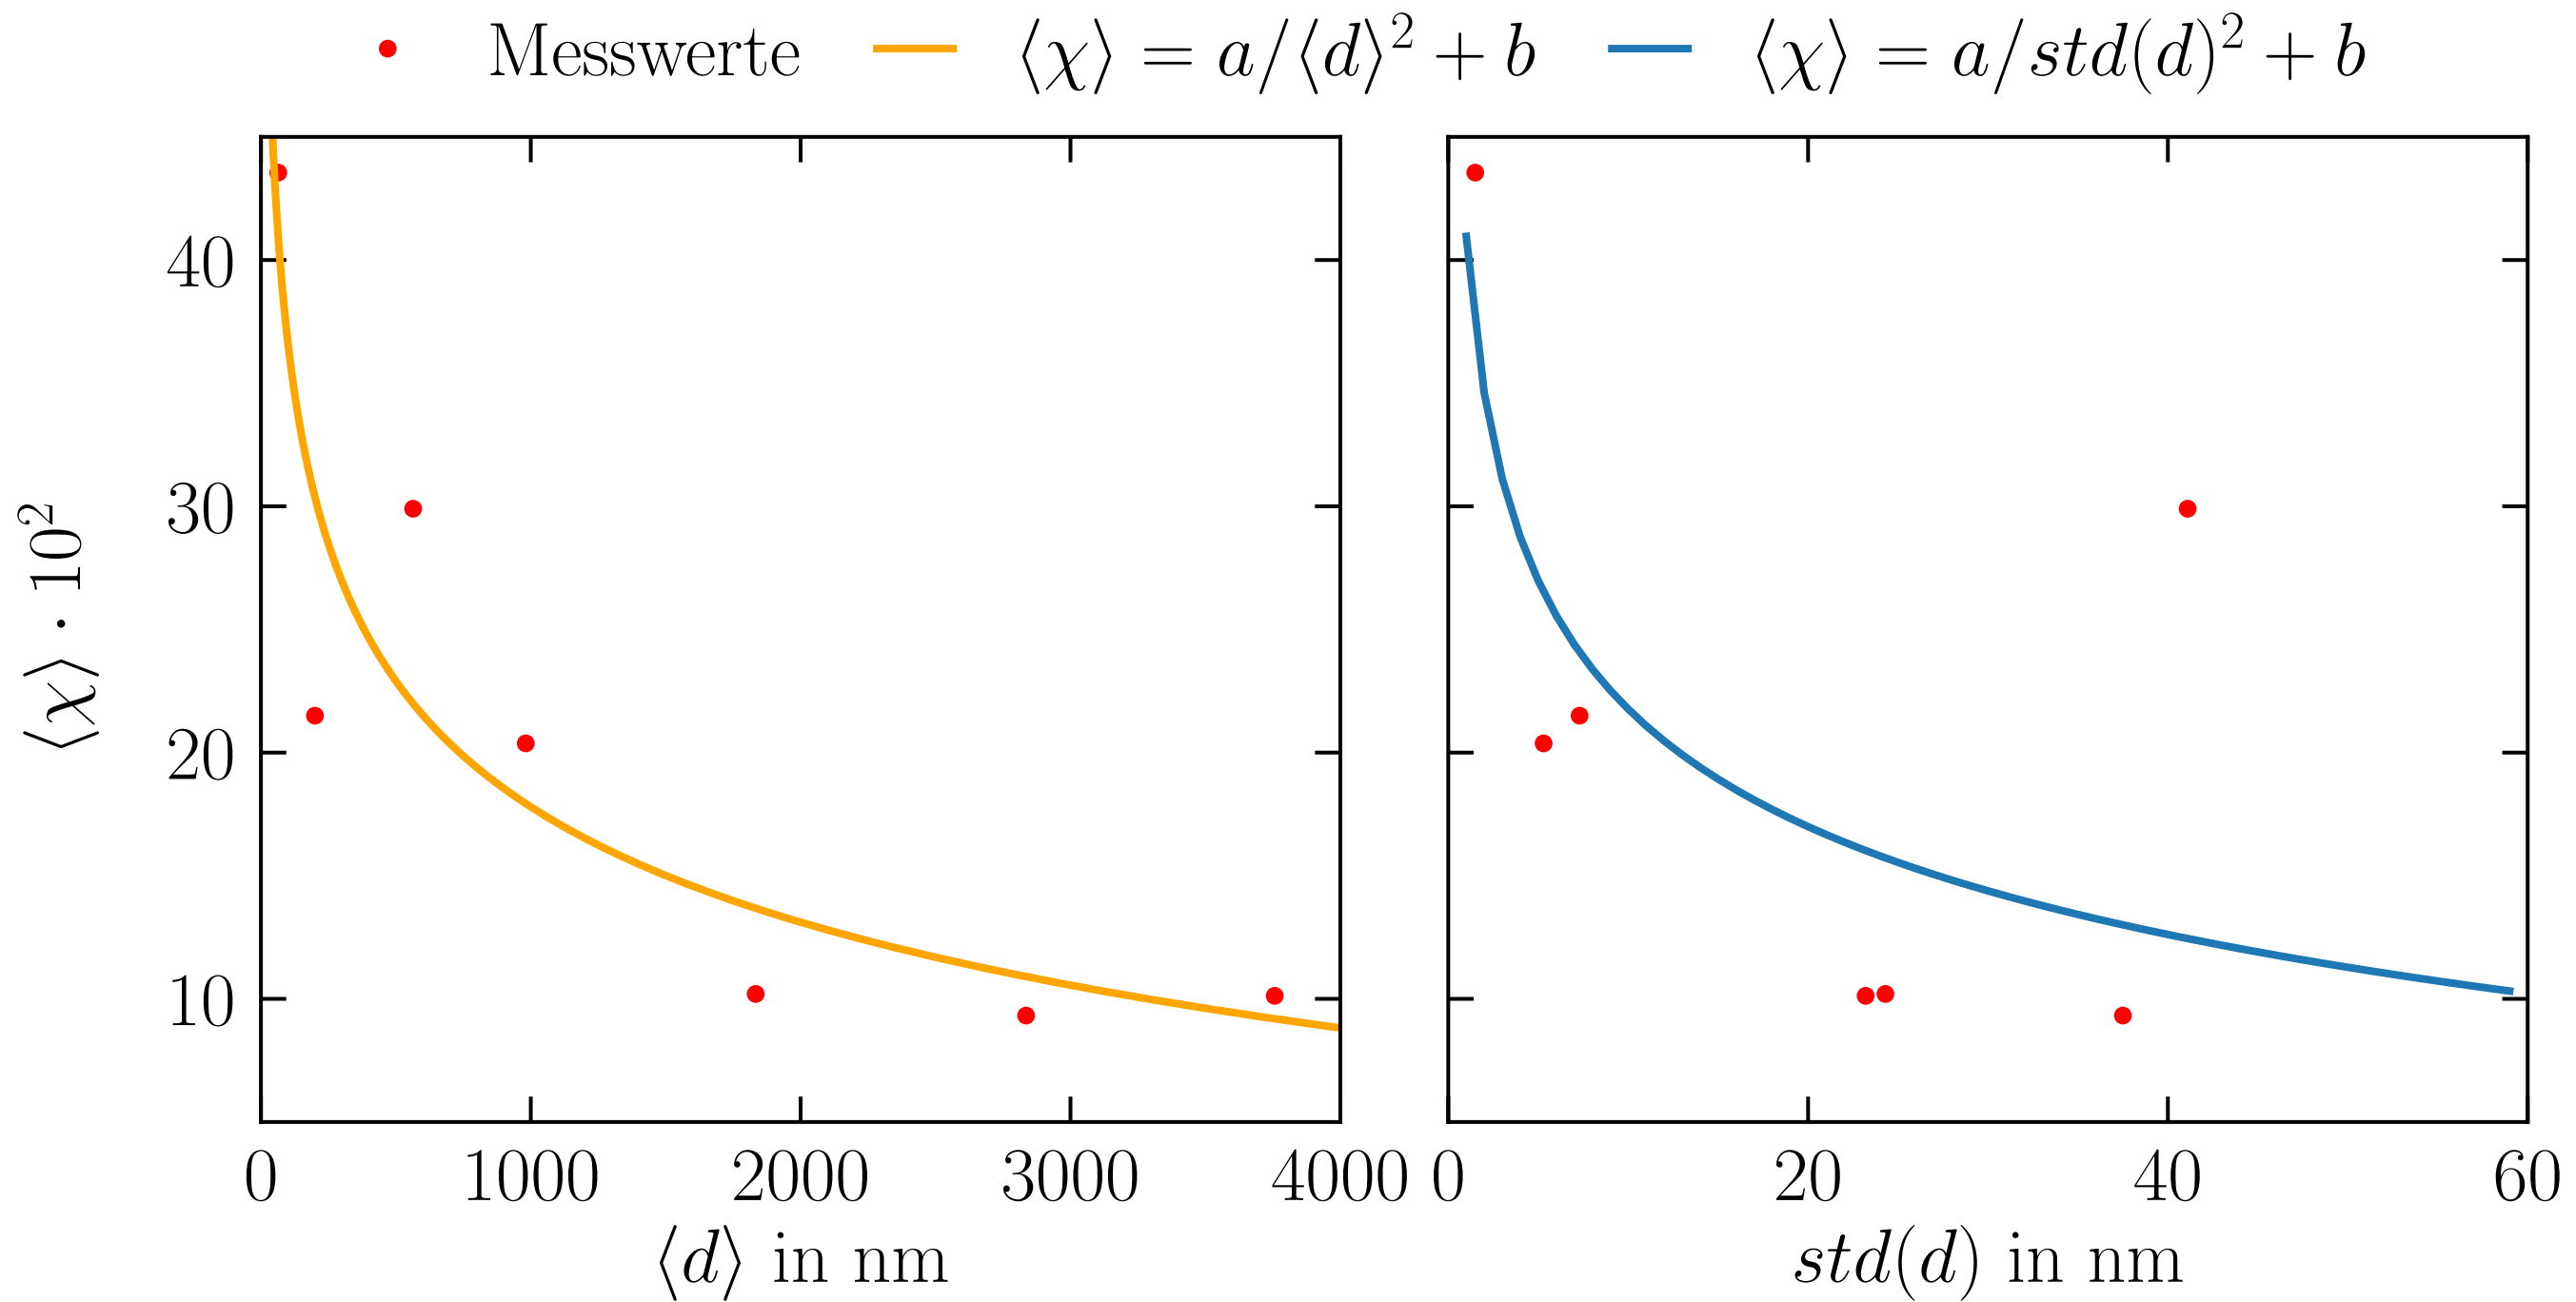 Messwerte ⟨χ⟩ = a/⟨d⟩² + b ⟨χ⟩ = a/std(d)² + b
⟨χ⟩ · 10²
40
30
20
10
0 1000 2000 3000 4000 0 20 40 60
⟨d⟩ in nm std(d) in nm